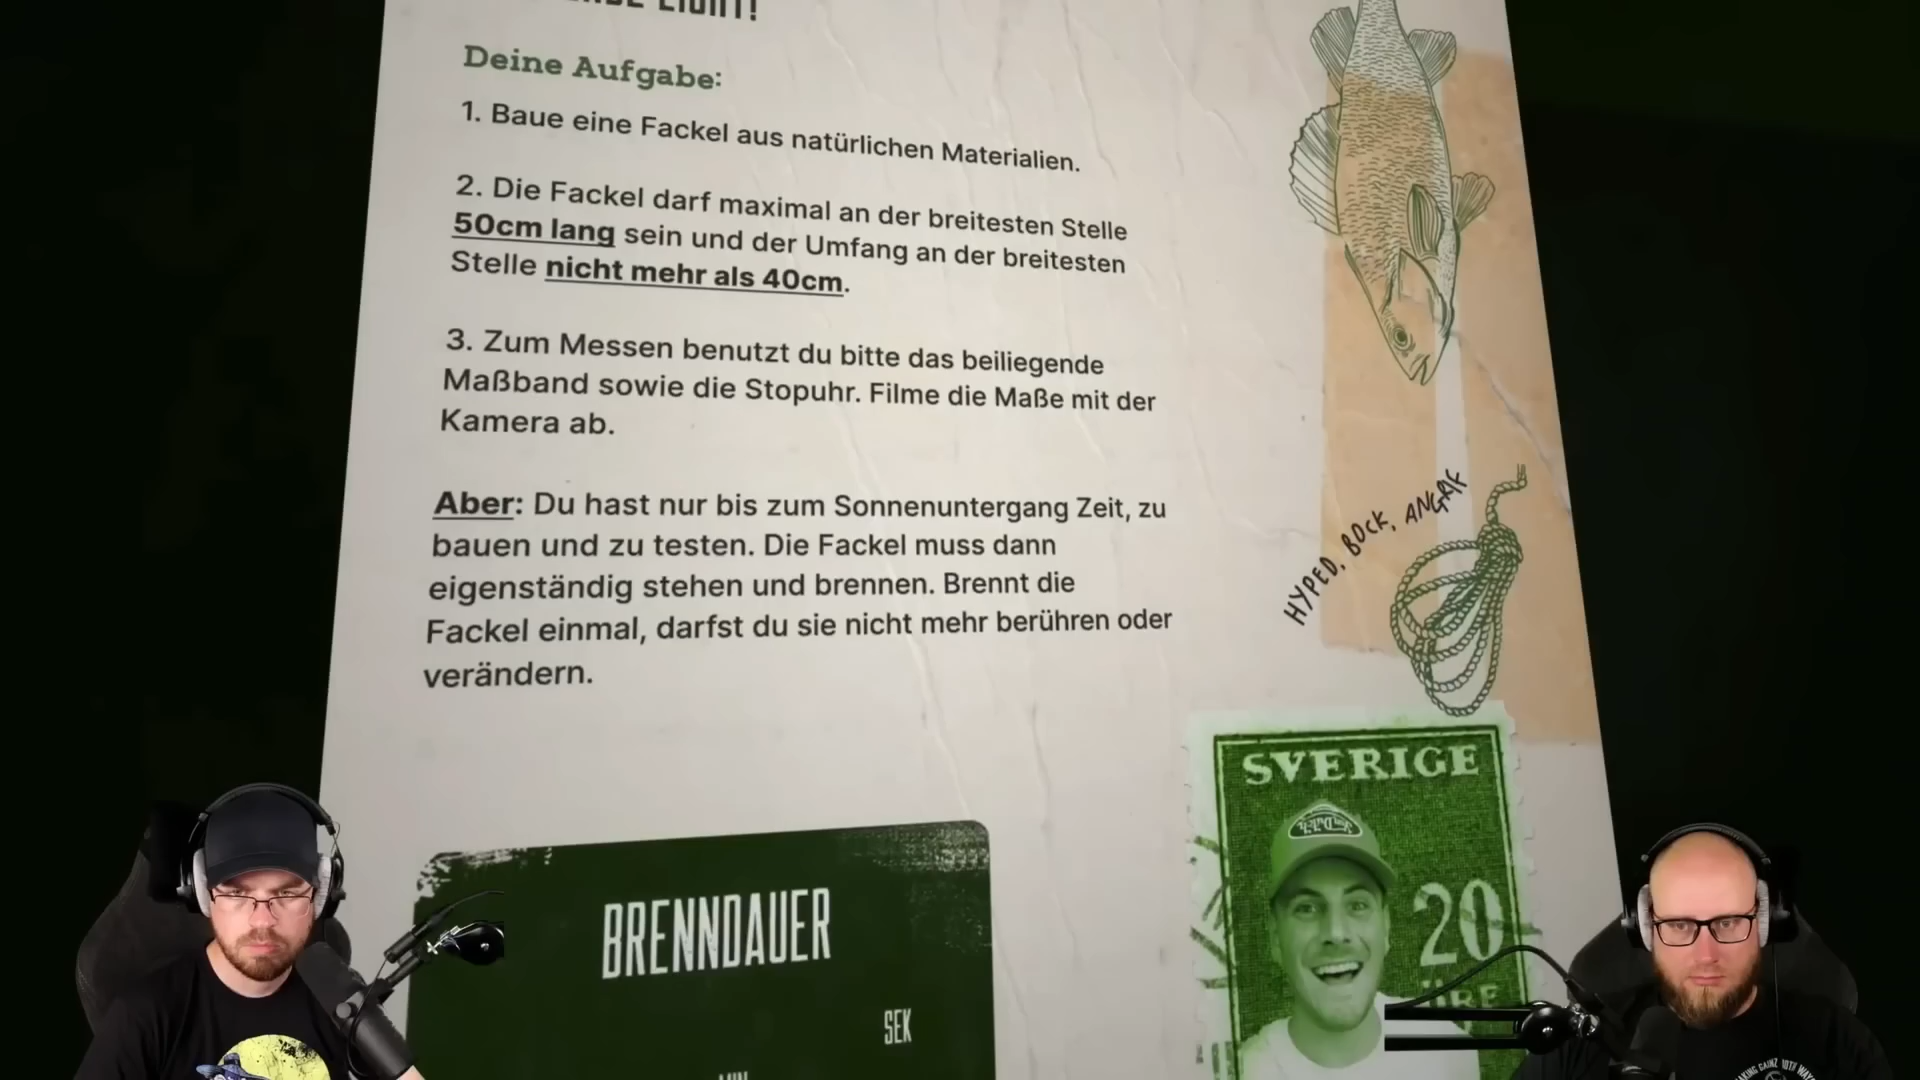 LIGHT!
Deine Aufgabe:
1. Baue eine Fackel aus natürlichen Materialien.
2. Die Fackel darf maximal an der breitesten Stelle
50cm lang sein und der Umfang an der breitesten
Stelle nicht mehr als 40cm.
3. Zum Messen benutzt du bitte das beiliegende
Maßband sowie die Stopuhr. Filme die Maße mit der
Kamera ab.
Aber: Du hast nur bis zum Sonnenuntergang Zeit, zu
bauen und zu testen. Die Fackel muss dann
eigenständig stehen und brennen. Brennt die
Fackel einmal, darfst du sie nicht mehr berühren oder
verändern.
HYPED, BOCK, ANGRIF
BRENNDAUER
SEK
MIN
SVERIGE
20
ÖRE